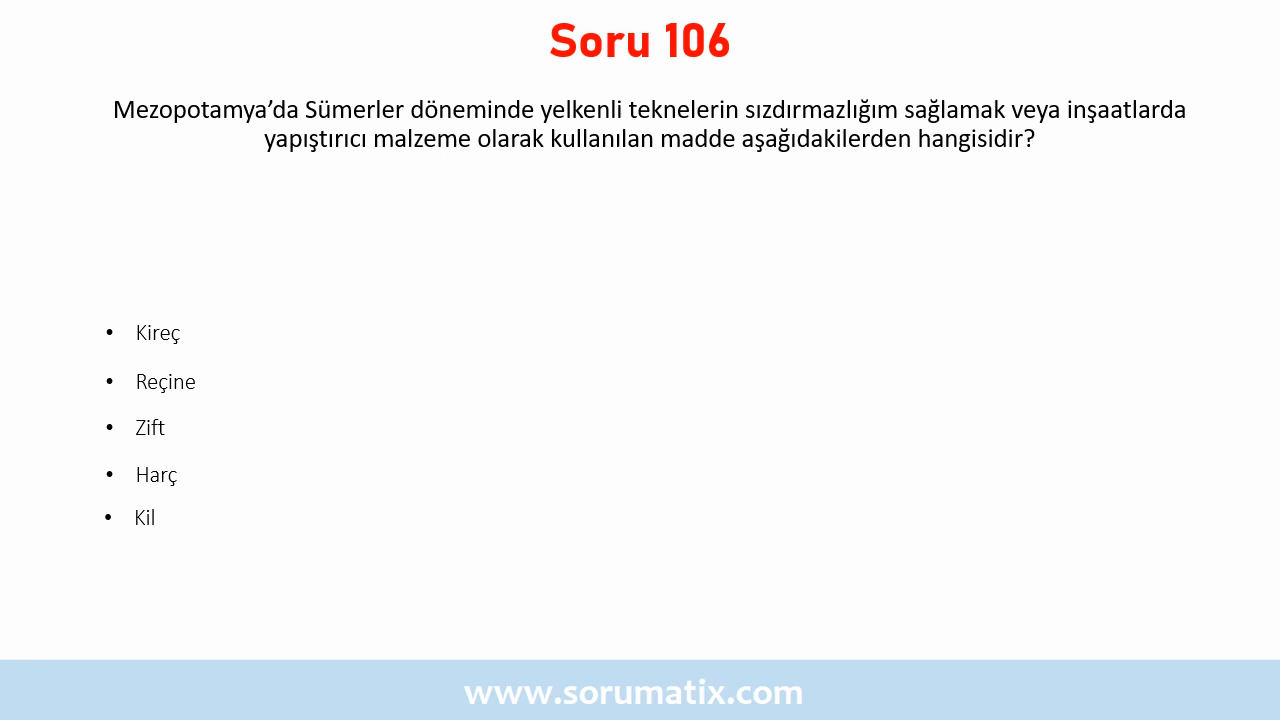 Soru 106
Mezopotamya’da Sümerler döneminde yelkenli teknelerin sızdırmazlığım sağlamak veya inşaatlarda
yapıştırıcı malzeme olarak kullanılan madde aşağıdakilerden hangisidir?
• Kireç
• Reçine
• Zift
• Harç
• Kil
www.sorumatix.com